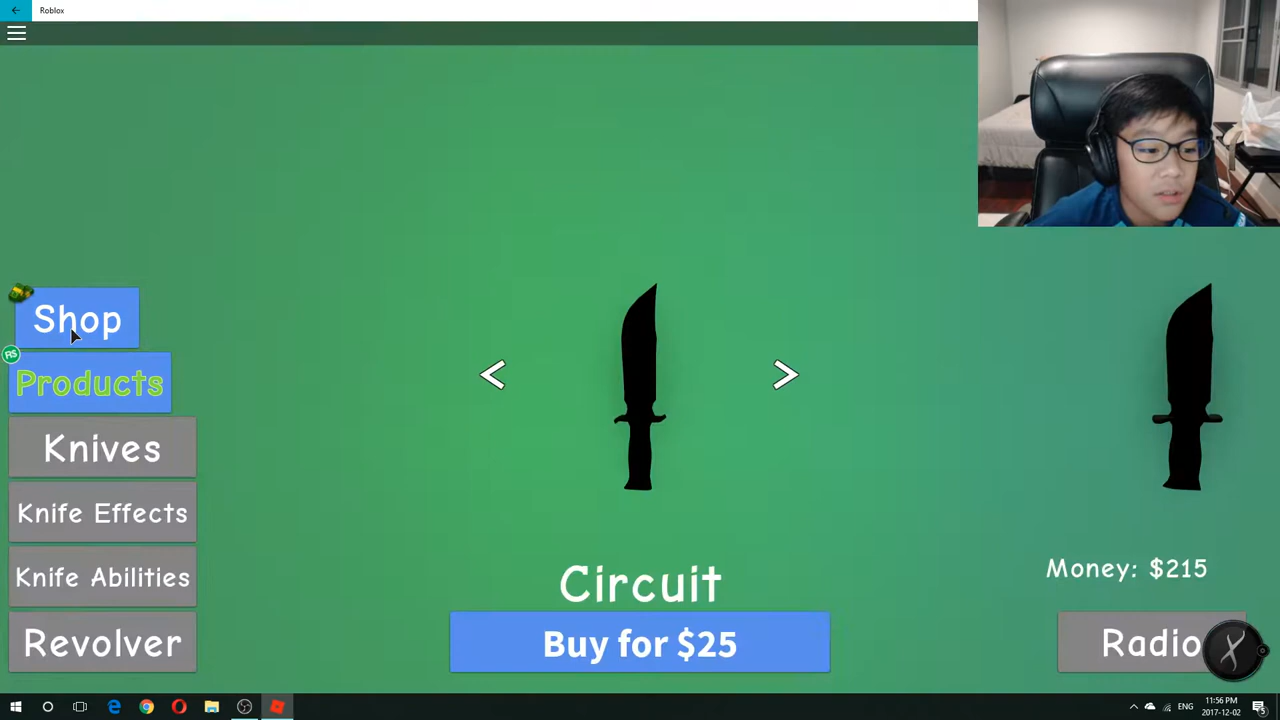 Roblox
Shop
RS
Products
Knives
Knife Effects
Knife Abilities
Revolver
Circuit
Buy for $25
Money: $215
Radio
ENG
11:56 PM
2017-12-02